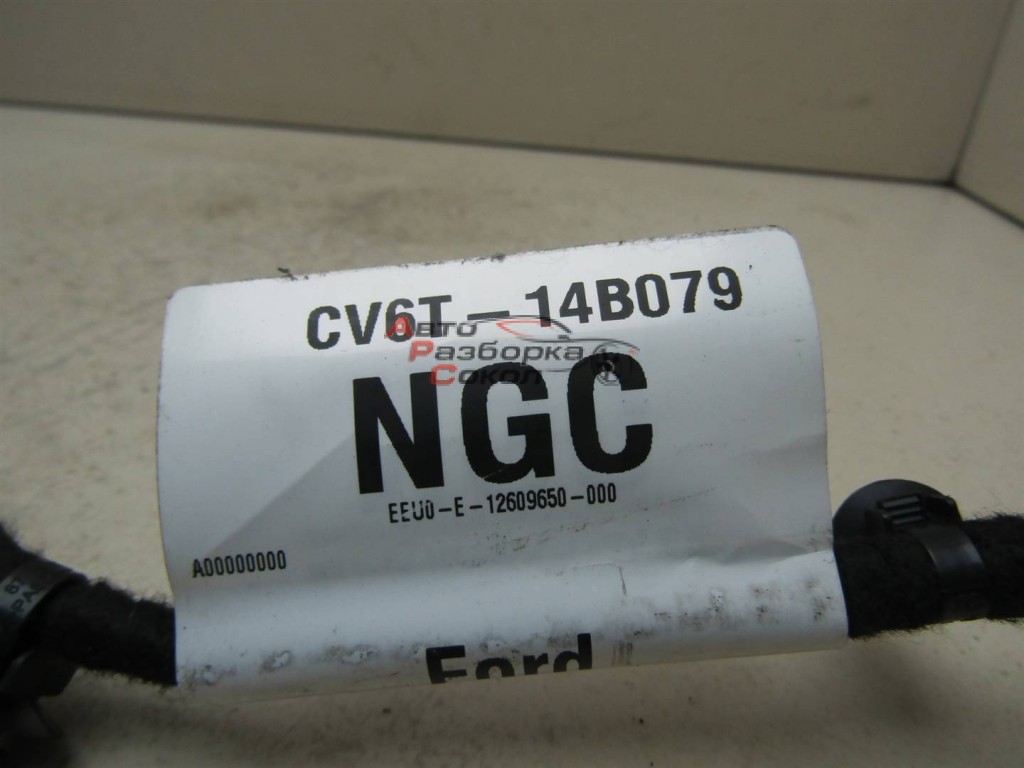 CV6T-14B079
Авто
Разборка
Сокол
NGC
EEU0-E-12609650-000
A00000000
Ford